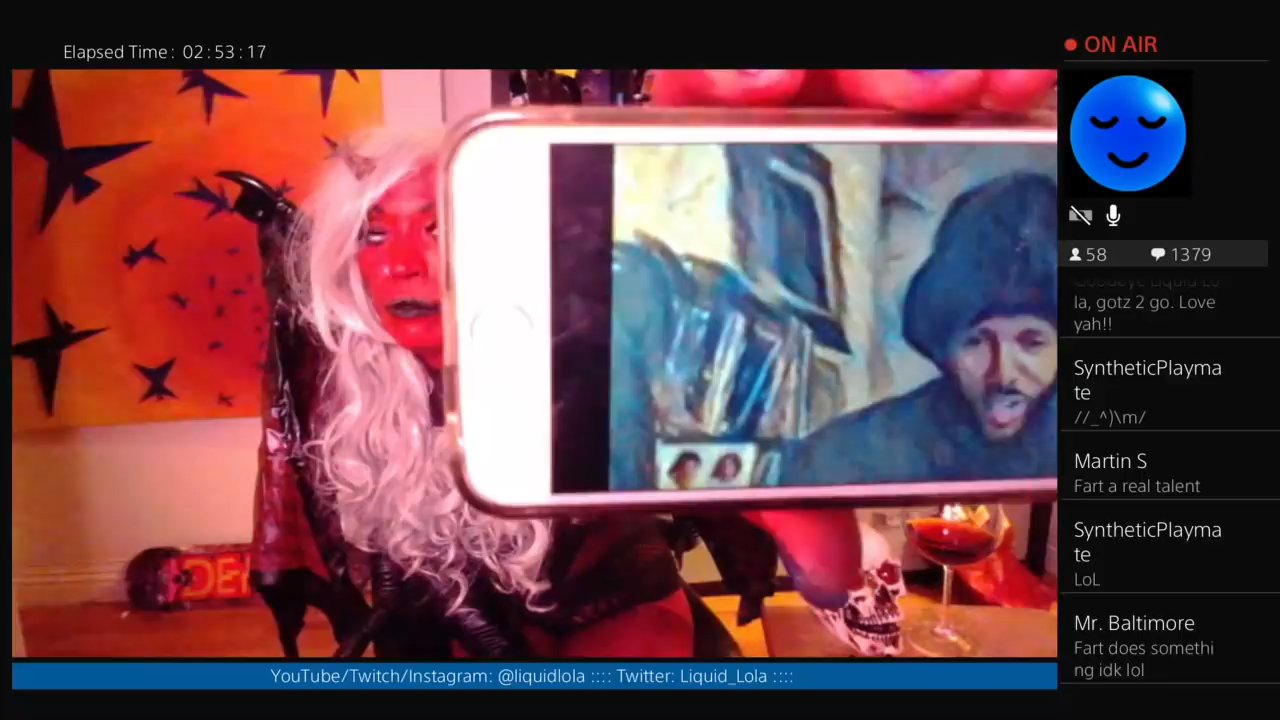 Elapsed Time: 02:53:17
ON AIR
58 1379
la, gotz 2 go. Love
yah!!
SyntheticPlayma
te
//_^)\m/
Martin S
Fart a real talent
SyntheticPlayma
te
LoL
Mr. Baltimore
Fart does somethi
ng idk lol
YouTube/Twitch/Instagram: @liquidlola :::: Twitter: Liquid_Lola ::::